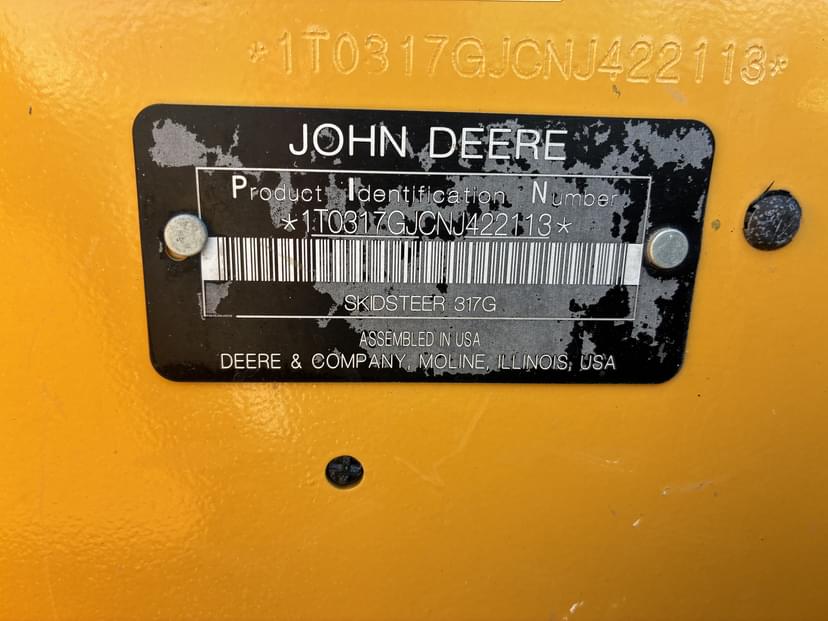 *1T0317GJCNJ422113*
JOHN DEERE
Product Identification Number
*1T0317GJCNJ422113*
SKIDSTEER 317G
ASSEMBLED IN USA
DEERE & COMPANY, MOLINE, ILLINOIS, USA